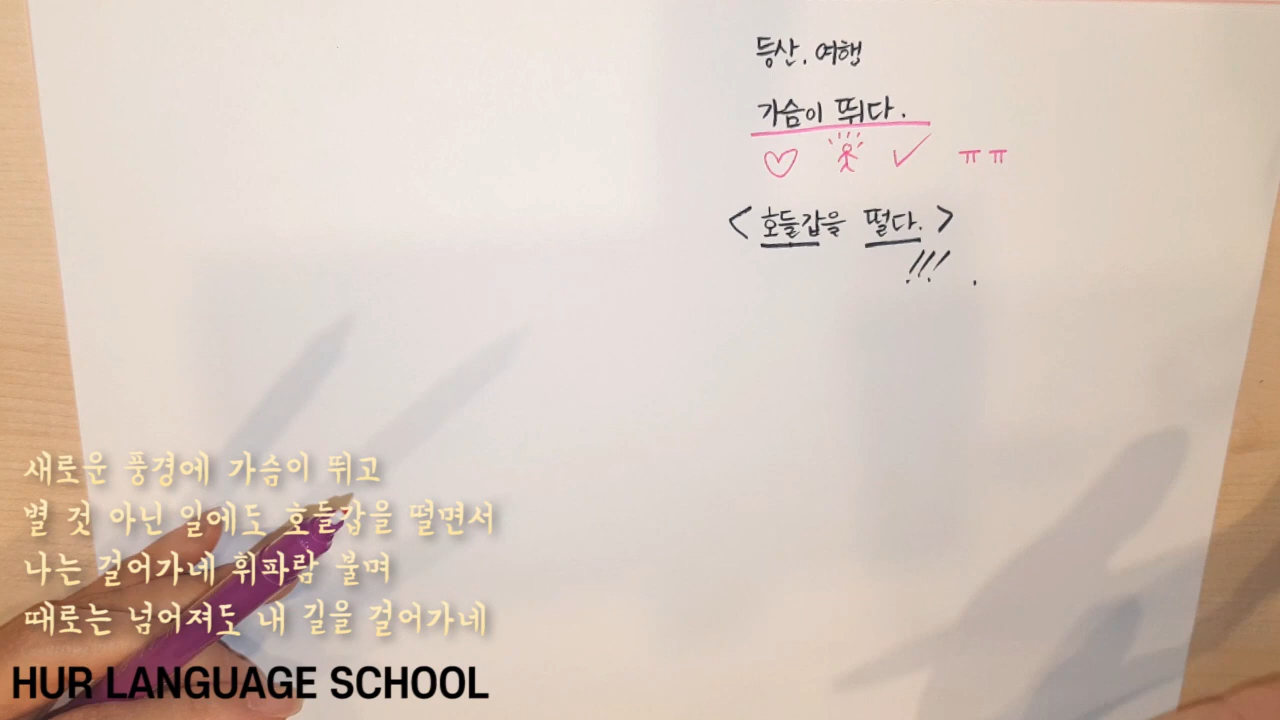 등산. 여행
가슴이 뛰다.
ㅠㅠ
<호들갑을 떨다.>
!!! .
새로운 풍경에 가슴이 뛰고
별 것 아닌 일에도 호들갑을 떨면서
나는 걸어가네 휘파람 불며
때로는 넘어져도 내 길을 걸어가네
HUR LANGUAGE SCHOOL